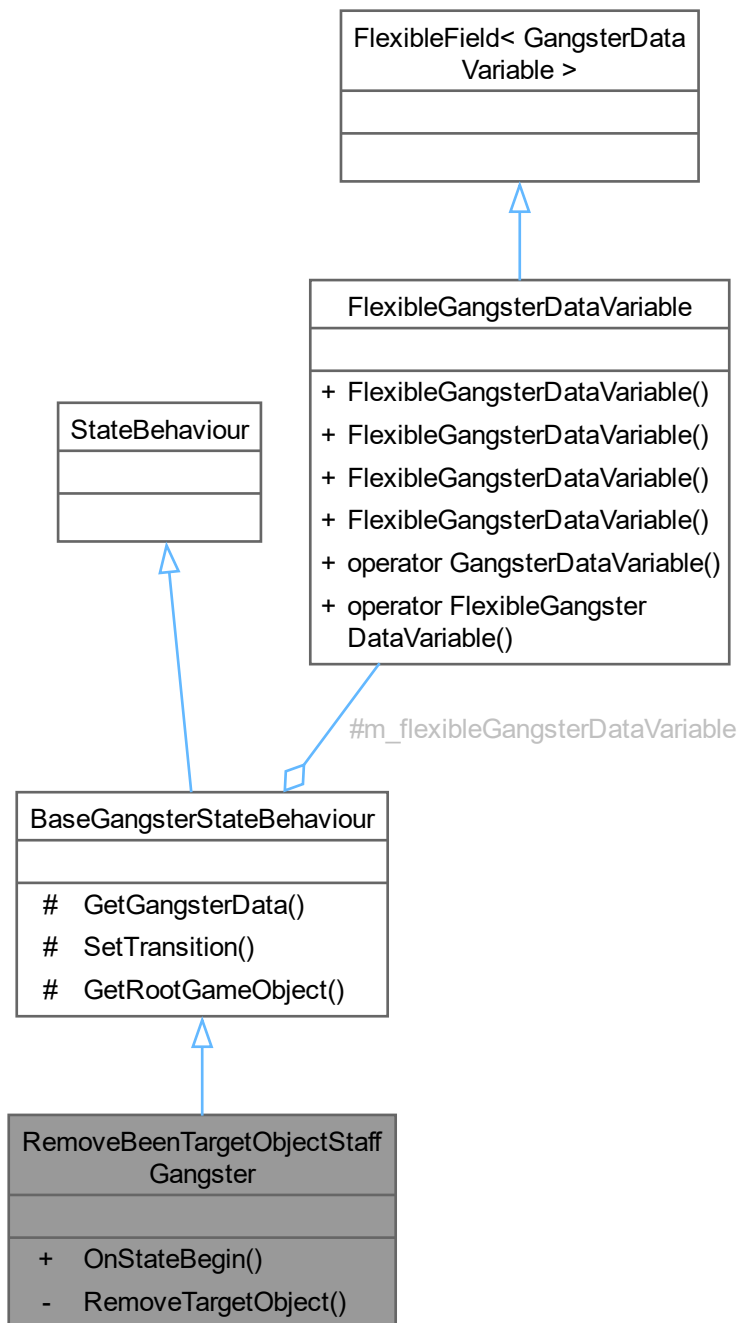 FlexibleField< GangsterData
Variable >
FlexibleGangsterDataVariable
+ FlexibleGangsterDataVariable()
+ FlexibleGangsterDataVariable()
+ FlexibleGangsterDataVariable()
+ FlexibleGangsterDataVariable()
+ operator GangsterDataVariable()
+ operator FlexibleGangster
DataVariable()
StateBehaviour
#m_flexibleGangsterDataVariable
BaseGangsterStateBehaviour
# GetGangsterData()
# SetTransition()
# GetRootGameObject()
RemoveBeenTargetObjectStaff
Gangster
+ OnStateBegin()
- RemoveTargetObject()